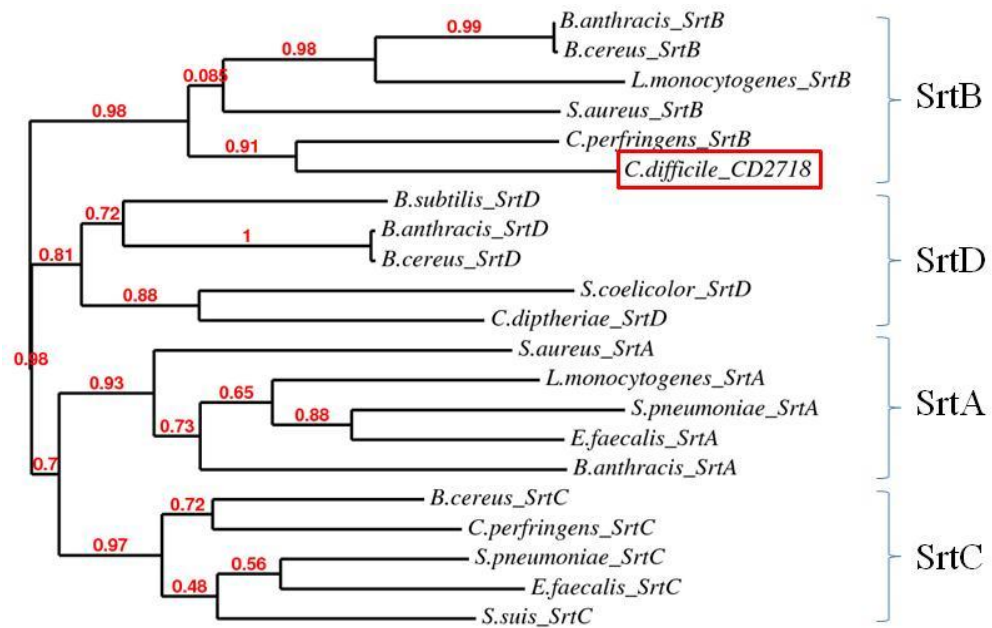 B.anthracis_SrtB
0.99
B.cereus_SrtB
0.98
L.monocytogenes_SrtB
0.085
SrtB
S.aureus_SrtB
0.98
C.perfringens_SrtB
0.91
C.difficile_CD2718
B.subtilis_SrtD
0.72
B.anthracis_SrtD
1
B.cereus_SrtD
0.81
SrtD
S.coelicolor_SrtD
0.88
C.diptheriae_SrtD
S.aureus_SrtA
0.98
0.93
L.monocytogenes_SrtA
0.65
S.pneumoniae_SrtA
0.88
SrtA
E.faecalis_SrtA
0.73
B.anthracis_SrtA
0.7
B.cereus_SrtC
0.72
C.perfringens_SrtC
0.97
S.pneumoniae_SrtC
0.56
SrtC
E.faecalis_SrtC
0.48
S.suis_SrtC